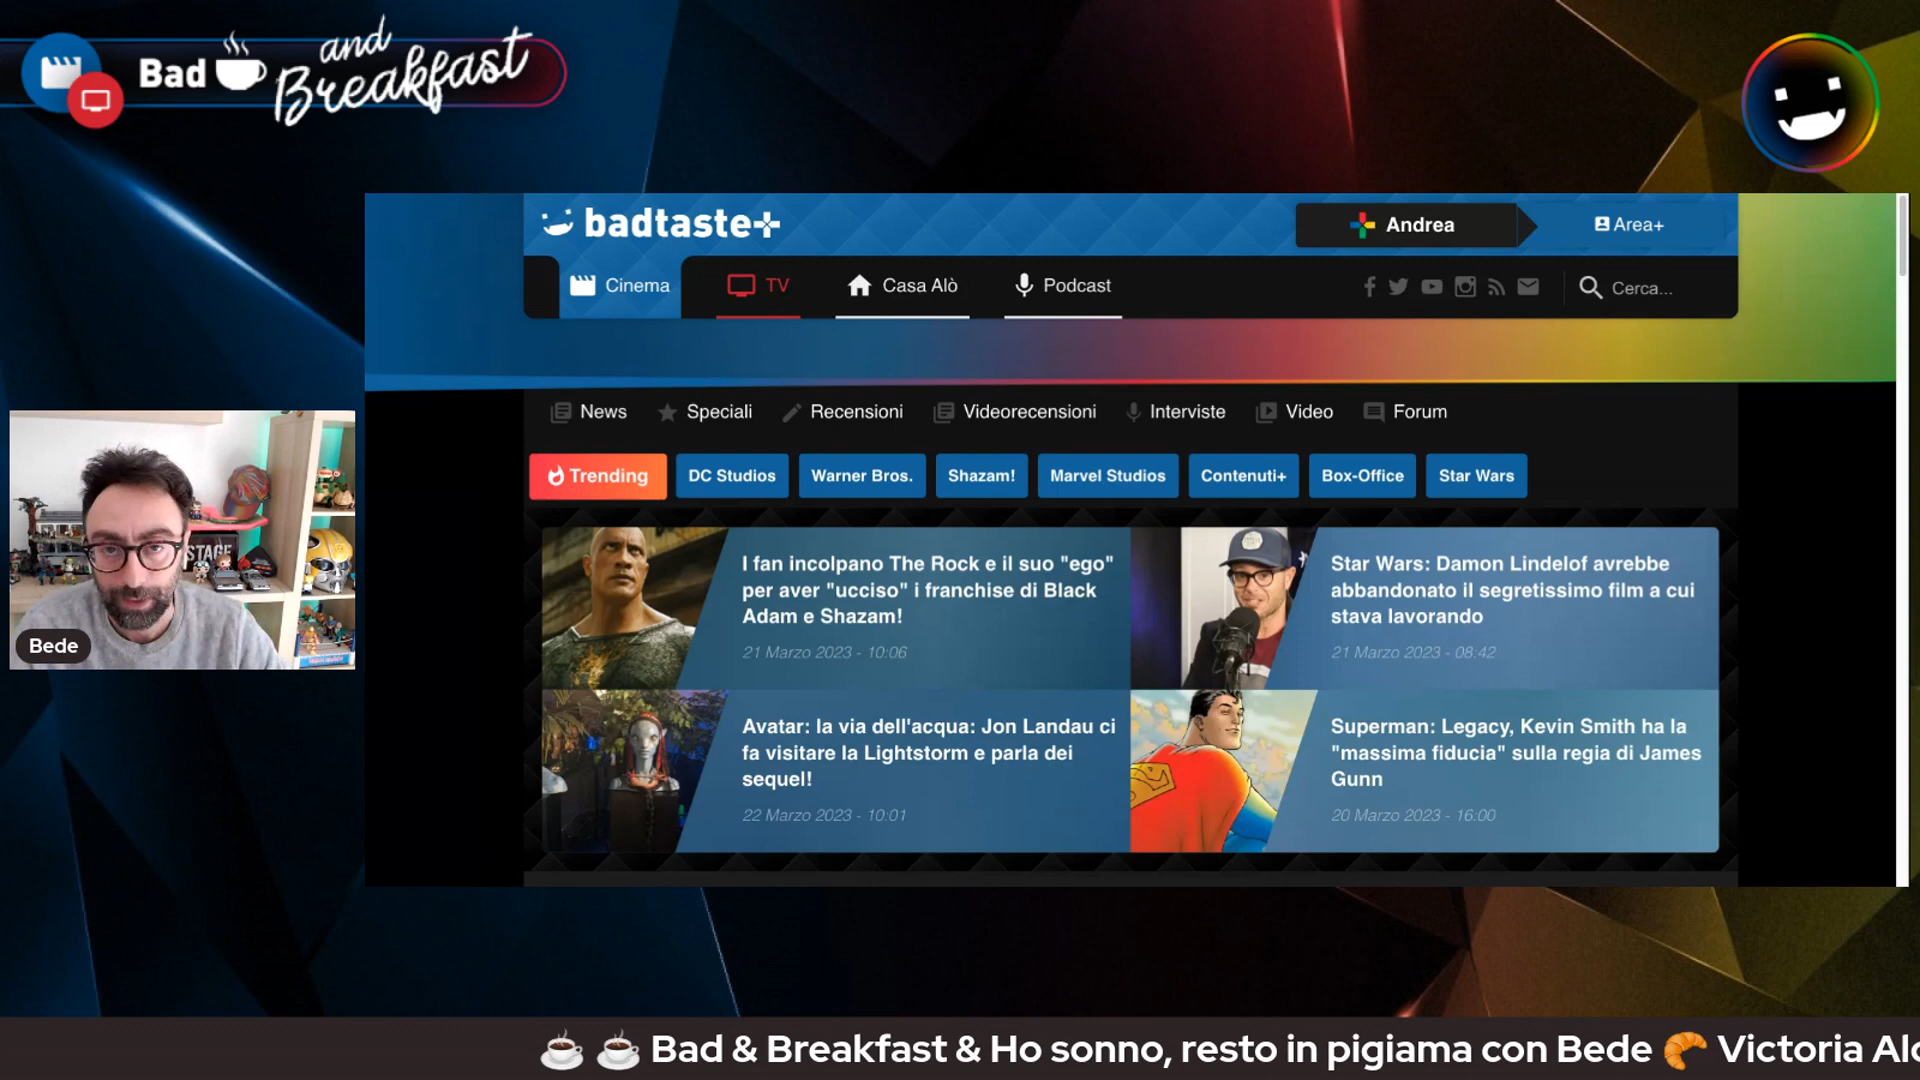 Bad and Breakfast
badtaste+
Andrea
Area+
Cinema
TV
Casa Alò
Podcast
Cerca...
News
Speciali
Recensioni
Videorecensioni
Interviste
Video
Forum
Trending
DC Studios
Warner Bros.
Shazam!
Marvel Studios
Contenuti+
Box-Office
Star Wars
I fan incolpano The Rock e il suo "ego"
per aver "ucciso" i franchise di Black
Adam e Shazam!
21 Marzo 2023 - 10:06
Star Wars: Damon Lindelof avrebbe
abbandonato il segretissimo film a cui
stava lavorando
21 Marzo 2023 - 08:42
Avatar: la via dell'acqua: Jon Landau ci
fa visitare la Lightstorm e parla dei
sequel!
22 Marzo 2023 - 10:01
Superman: Legacy, Kevin Smith ha la
"massima fiducia" sulla regia di James
Gunn
20 Marzo 2023 - 16:00
STAGE
Bede
☕ ☕ Bad & Breakfast & Ho sonno, resto in pigiama con Bede 🥐 Victoria Alo